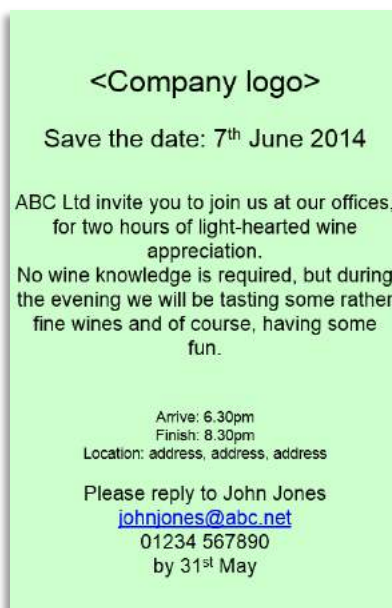 <Company logo>
Save the date: 7th June 2014
ABC Ltd invite you to join us at our offices,
for two hours of light-hearted wine
appreciation.
No wine knowledge is required, but during
the evening we will be tasting some rather
fine wines and of course, having some
fun.
Arrive: 6.30pm
Finish: 8.30pm
Location: address, address, address
Please reply to John Jones
johnjones@abc.net
01234 567890
by 31st May